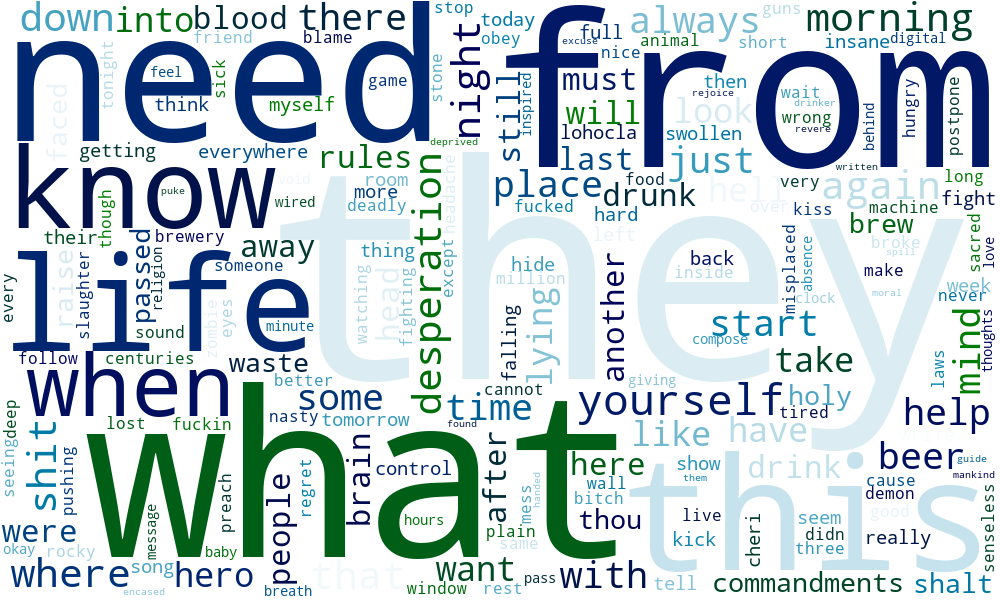 down into blood there stop today full always guns morning
friend blame obey excuse nice animal short insane digital
need from
tonight feel sick game stone night still inspired must then wait drinker rejoice
think myself will look wrong revere behind hungry postpone
faced lohocla swollen deprived written
getting everywhere rules last just
know void more room headache place food drunk hell very again long
puke wired deadly fucked hard over kiss machine fight
their though brewery away desperation except left brew sacred love
raise slaughter passed religion someone thing they back misplaced absence broke spill
every life zombie eyes minute watching head fighting hide million inside clock make moral week never
sound falling lying another start compose thoughts
follow centuries waste better cannot giving take laws mind
when some nasty tomorrow time found yourself tired holy help
lost fuckin what like have
deep seeing shit pushing regret brain control after here show drink beer guide
preach people mess handed wall them cause mankind
were message hours plain bitch thou live this demon senseless
okay rocky baby same kick cheri seem good didn really three
where song hero that want pass with tell commandments shalt
encased breath window rest